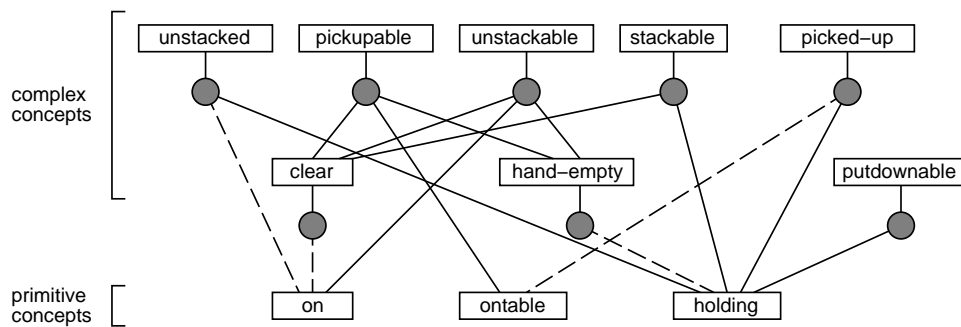 unstacked pickupable unstackable stackable picked−up
complex
concepts
clear hand−empty putdownable
primitive
concepts
on ontable holding